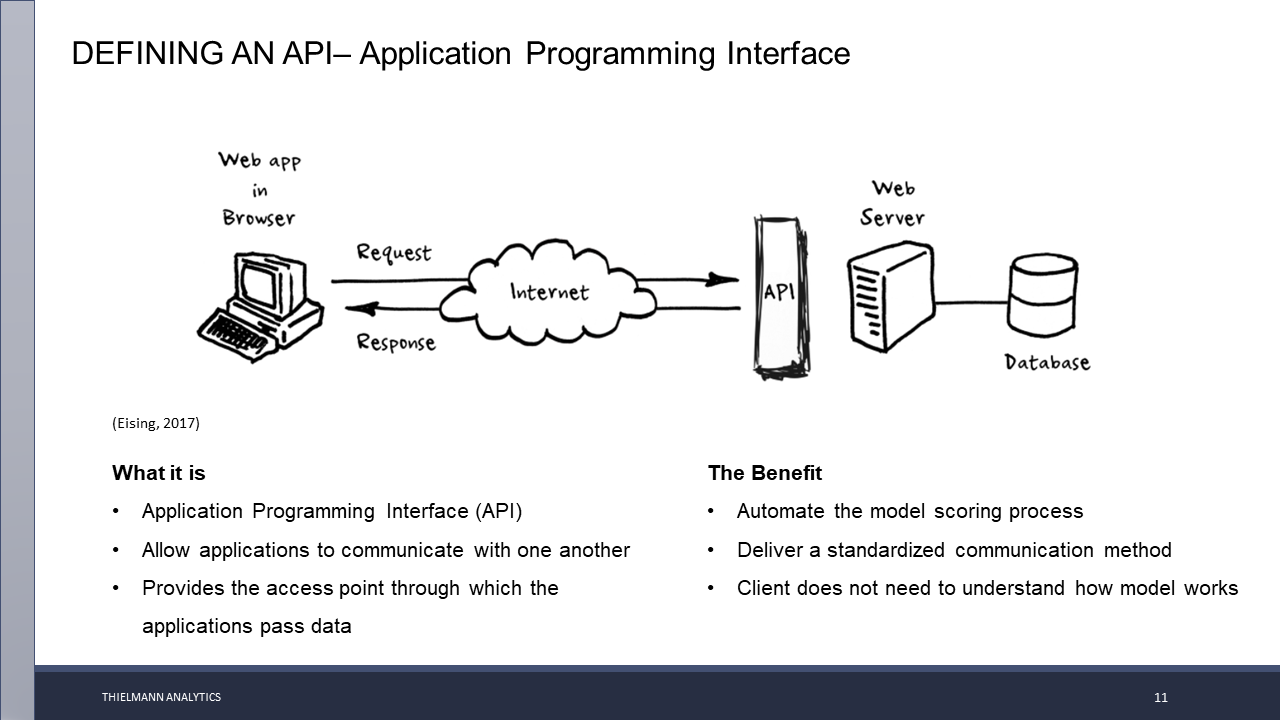 DEFINING AN API– Application Programming Interface
Web app
in
Browser
Request
Internet
Response
API
Web
Server
Database
(Eising, 2017)
What it is
• Application Programming Interface (API)
• Allow applications to communicate with one another
• Provides the access point through which the
applications pass data
The Benefit
• Automate the model scoring process
• Deliver a standardized communication method
• Client does not need to understand how model works
THIELMANN ANALYTICS
11